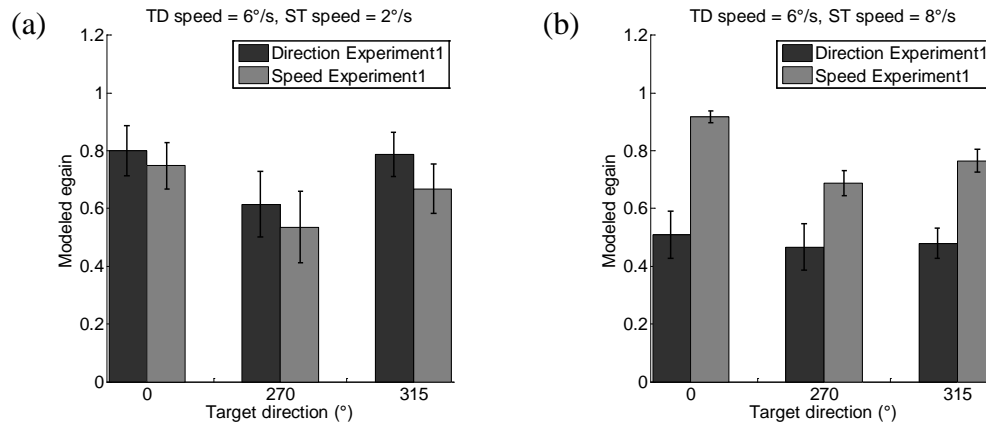 (a)
TD speed = 6°/s, ST speed = 2°/s
1.2
1
0.8
0.6
0.4
0.2
0
Modeled egain
Direction Experiment1
Speed Experiment1
0 270 315
Target direction (°)
(b)
TD speed = 6°/s, ST speed = 8°/s
1.2
1
0.8
0.6
0.4
0.2
0
Modeled egain
Direction Experiment1
Speed Experiment1
0 270 315
Target direction (°)